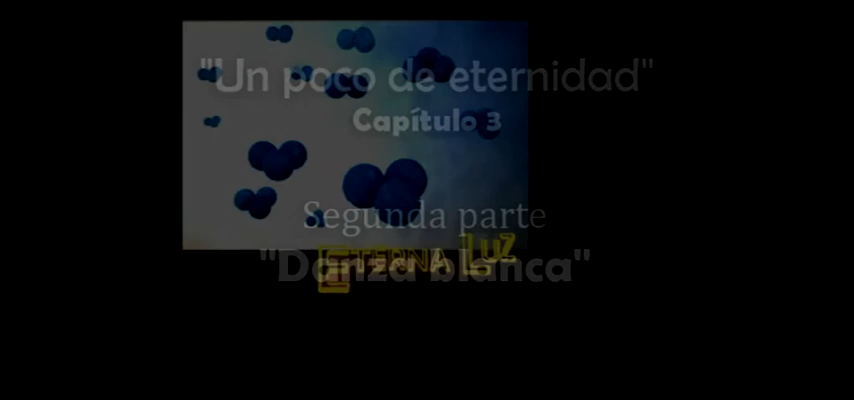 "Un poco de eternidad"
Capítulo 3
Segunda parte
ETERNA LUZ
"Danza blanca"